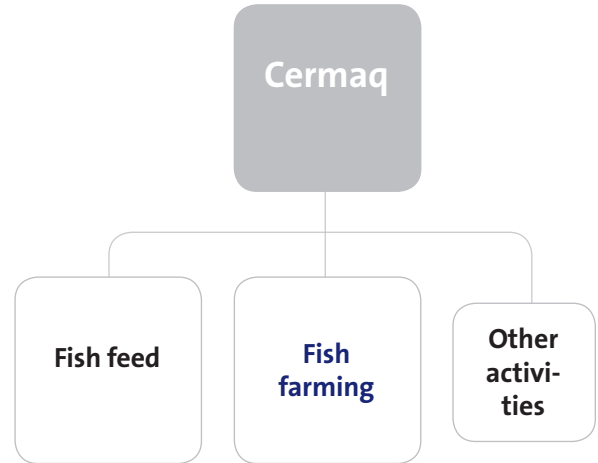 Cermaq
Fish feed
Fish
farming
Other
activi-
ties